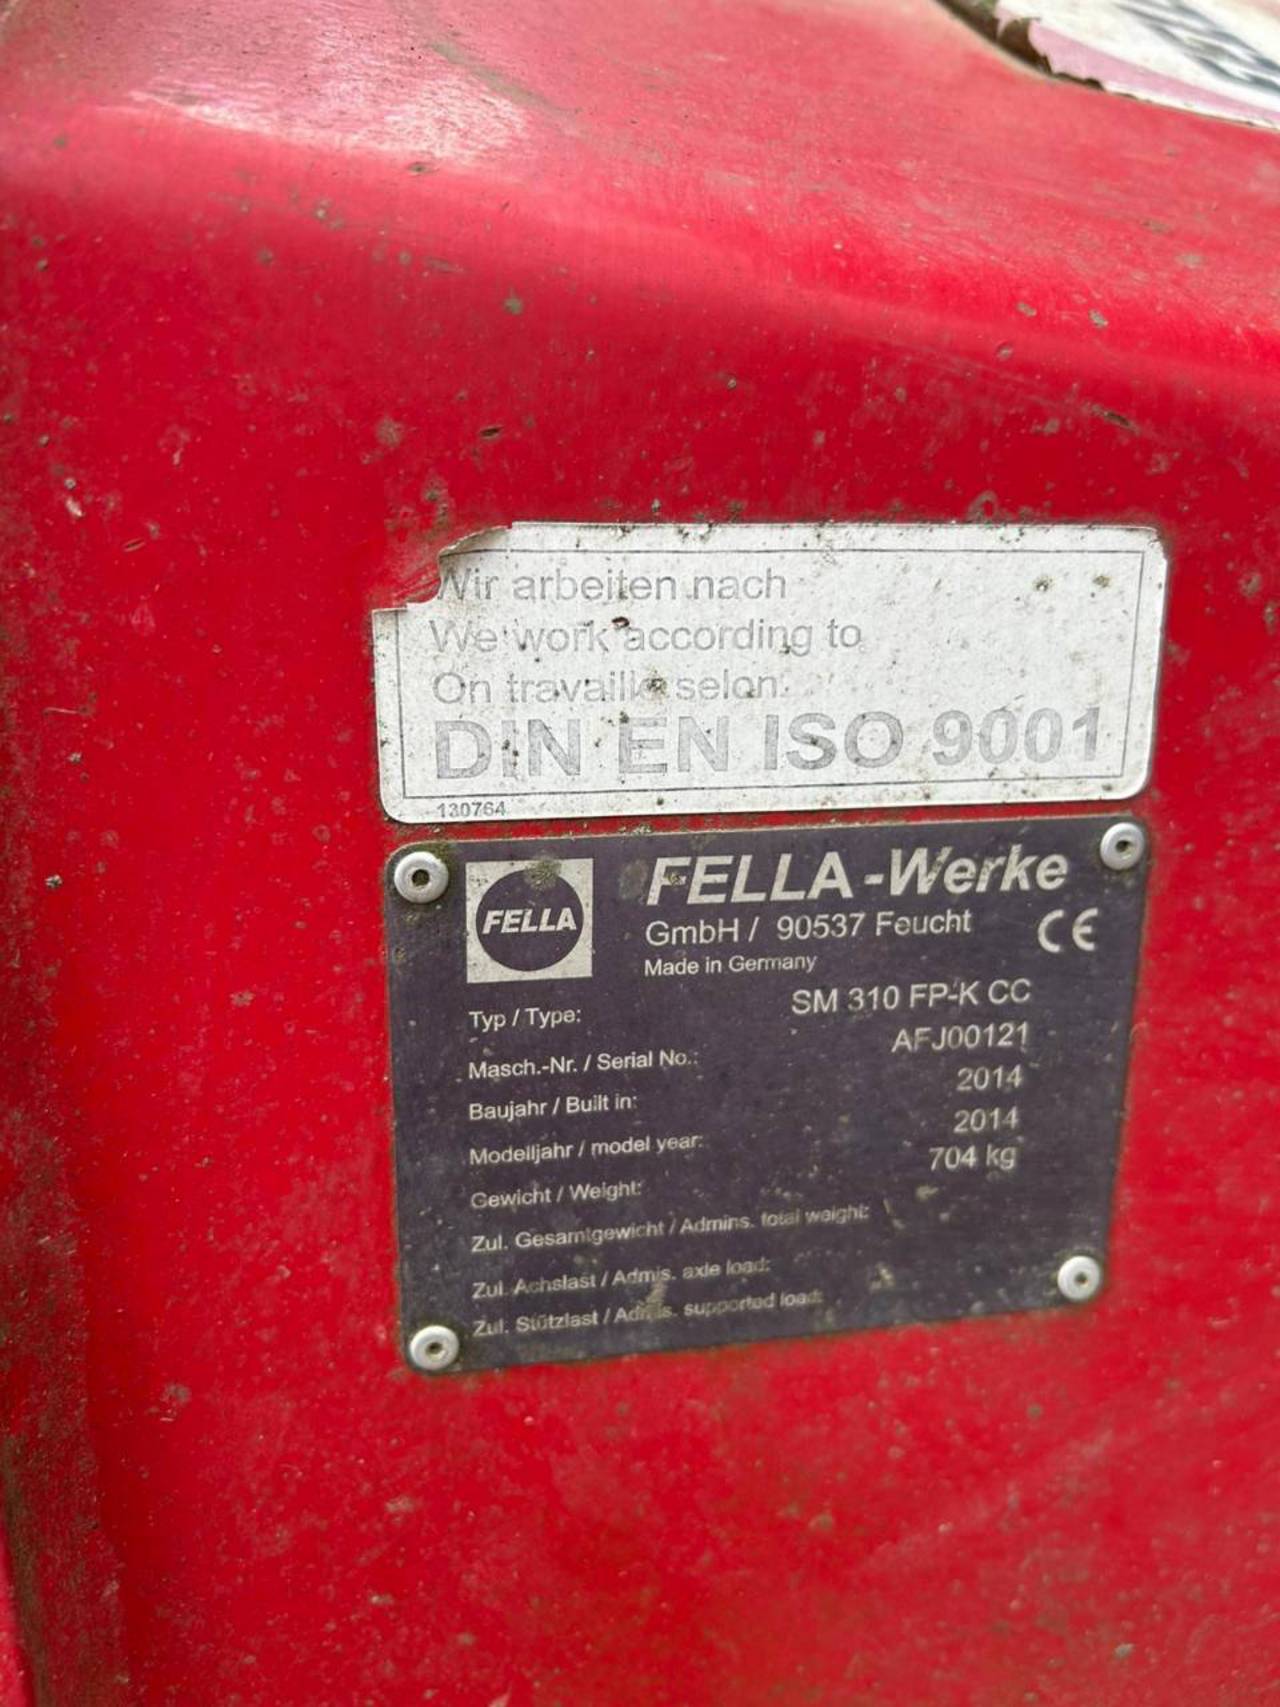 Wir arbeiten nach
We work according to
On travaille selon:
DIN EN ISO 9001
130764
FELLA
FELLA-Werke
GmbH / 90537 Feucht
CE
Made in Germany
Typ / Type: SM 310 FP-K CC
Masch.-Nr. / Serial No.: AFJ00121
Baujahr / Built in: 2014
Modelljahr / model year: 2014
Gewicht / Weight: 704 kg
Zul. Gesamtgewicht / Admins. total weight:
Zul. Achslast / Admis. axle load:
Zul. Stützlast / Admis. supported load: